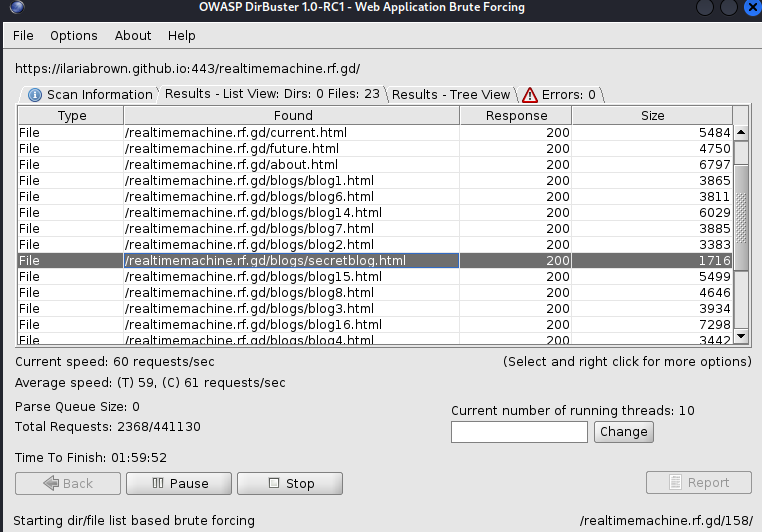 OWASP DirBuster 1.0-RC1 - Web Application Brute Forcing
File Options About Help
https://ilariabrown.github.io:443/realtimemachine.rf.gd/
Scan Information Results - List View: Dirs: 0 Files: 23 Results - Tree View Errors: 0
Type Found Response Size
File /realtimemachine.rf.gd/current.html 200 5484
File /realtimemachine.rf.gd/future.html 200 4750
File /realtimemachine.rf.gd/about.html 200 6797
File /realtimemachine.rf.gd/blogs/blog1.html 200 3865
File /realtimemachine.rf.gd/blogs/blog6.html 200 3811
File /realtimemachine.rf.gd/blogs/blog14.html 200 6029
File /realtimemachine.rf.gd/blogs/blog7.html 200 3885
File /realtimemachine.rf.gd/blogs/blog2.html 200 3383
File /realtimemachine.rf.gd/blogs/secretblog.html 200 1716
File /realtimemachine.rf.gd/blogs/blog15.html 200 5499
File /realtimemachine.rf.gd/blogs/blog8.html 200 4646
File /realtimemachine.rf.gd/blogs/blog3.html 200 3934
File /realtimemachine.rf.gd/blogs/blog16.html 200 7298
File /realtimemachine.rf.gd/blogs/blog4.html 200 3442
Current speed: 60 requests/sec (Select and right click for more options)
Average speed: (T) 59, (C) 61 requests/sec
Parse Queue Size: 0
Current number of running threads: 10
Total Requests: 2368/441130
Change
Time To Finish: 01:59:52
Back Pause Stop Report
Starting dir/file list based brute forcing /realtimemachine.rf.gd/158/